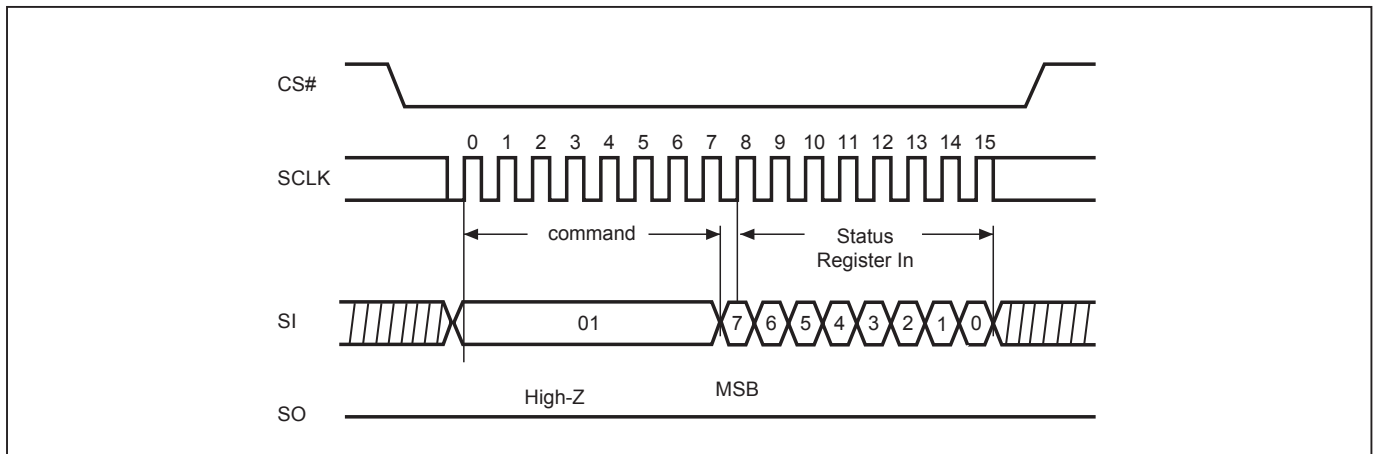 CS#
0 1 2 3 4 5 6 7 8 9 10 11 12 13 14 15
SCLK
command
Status
Register In
SI
01
7 6 5 4 3 2 1 0
High-Z
MSB
SO